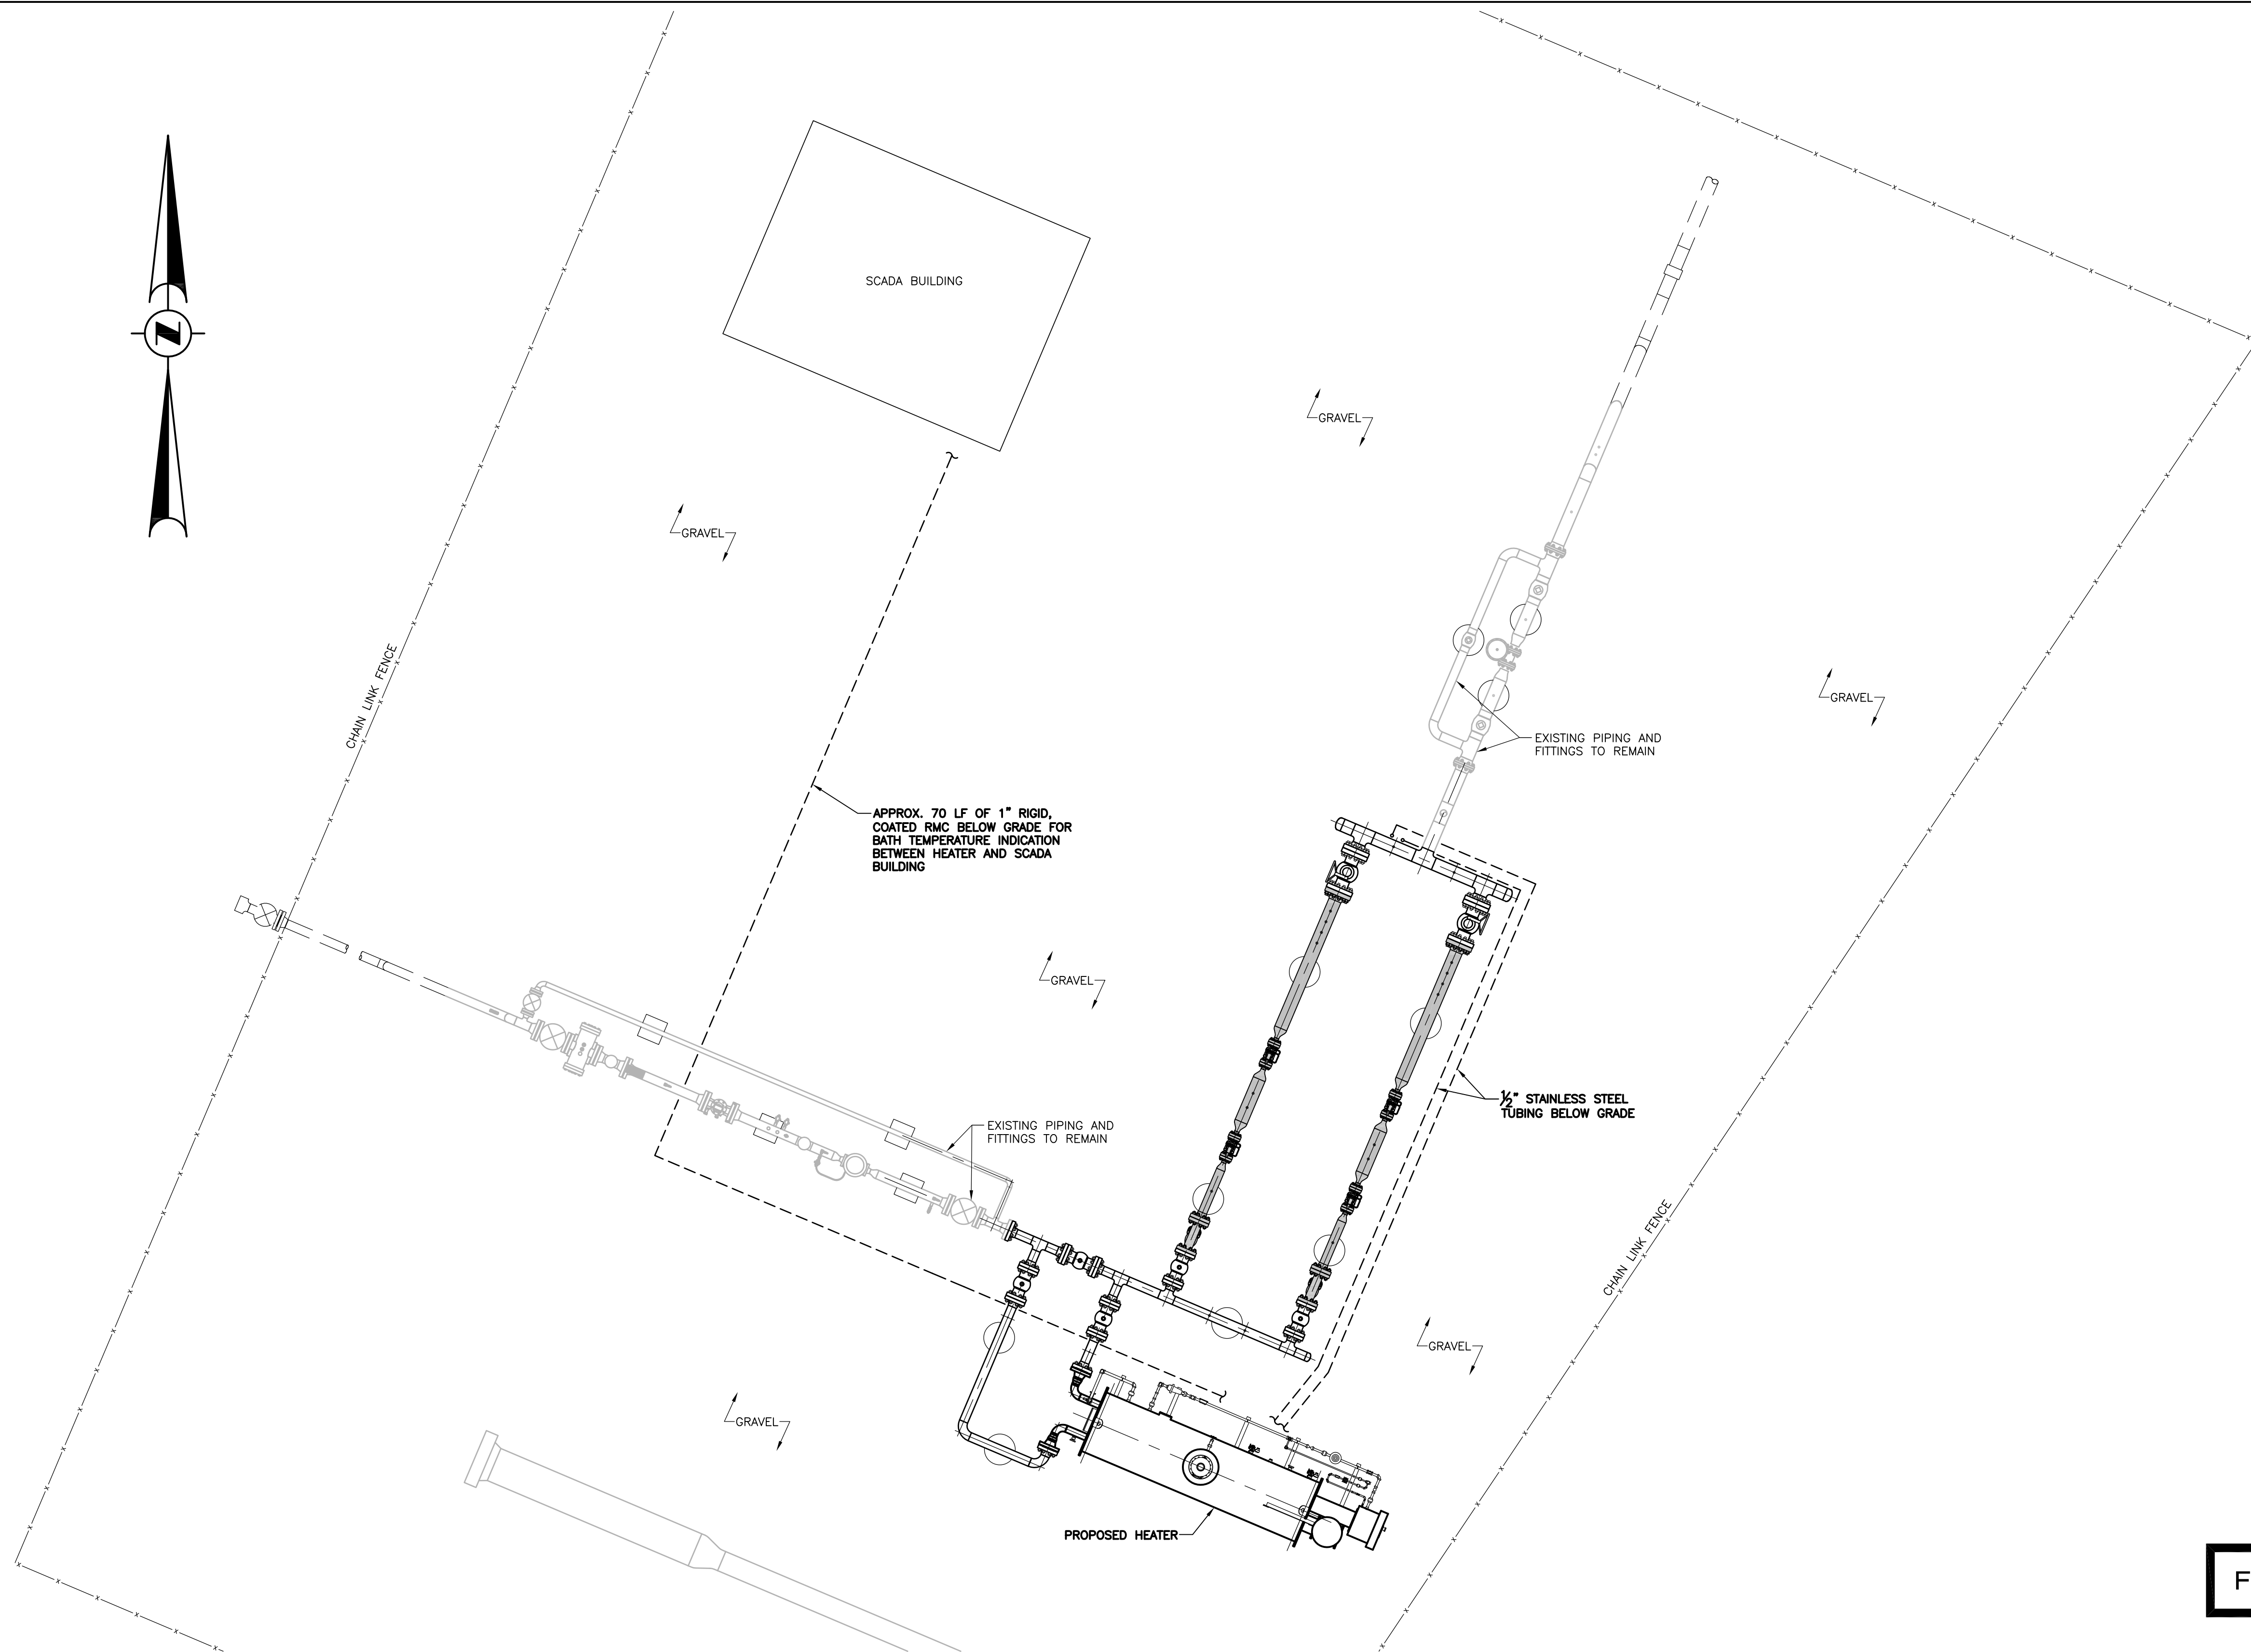 N
SCADA BUILDING
GRAVEL
GRAVEL
CHAIN LINK FENCE
GRAVEL
EXISTING PIPING AND
FITTINGS TO REMAIN
APPROX. 70 LF OF 1" RIGID,
COATED RMC BELOW GRADE FOR
BATH TEMPERATURE INDICATION
BETWEEN HEATER AND SCADA
BUILDING
GRAVEL
½" STAINLESS STEEL
TUBING BELOW GRADE
EXISTING PIPING AND
FITTINGS TO REMAIN
CHAIN LINK FENCE
GRAVEL
GRAVEL
PROPOSED HEATER
F